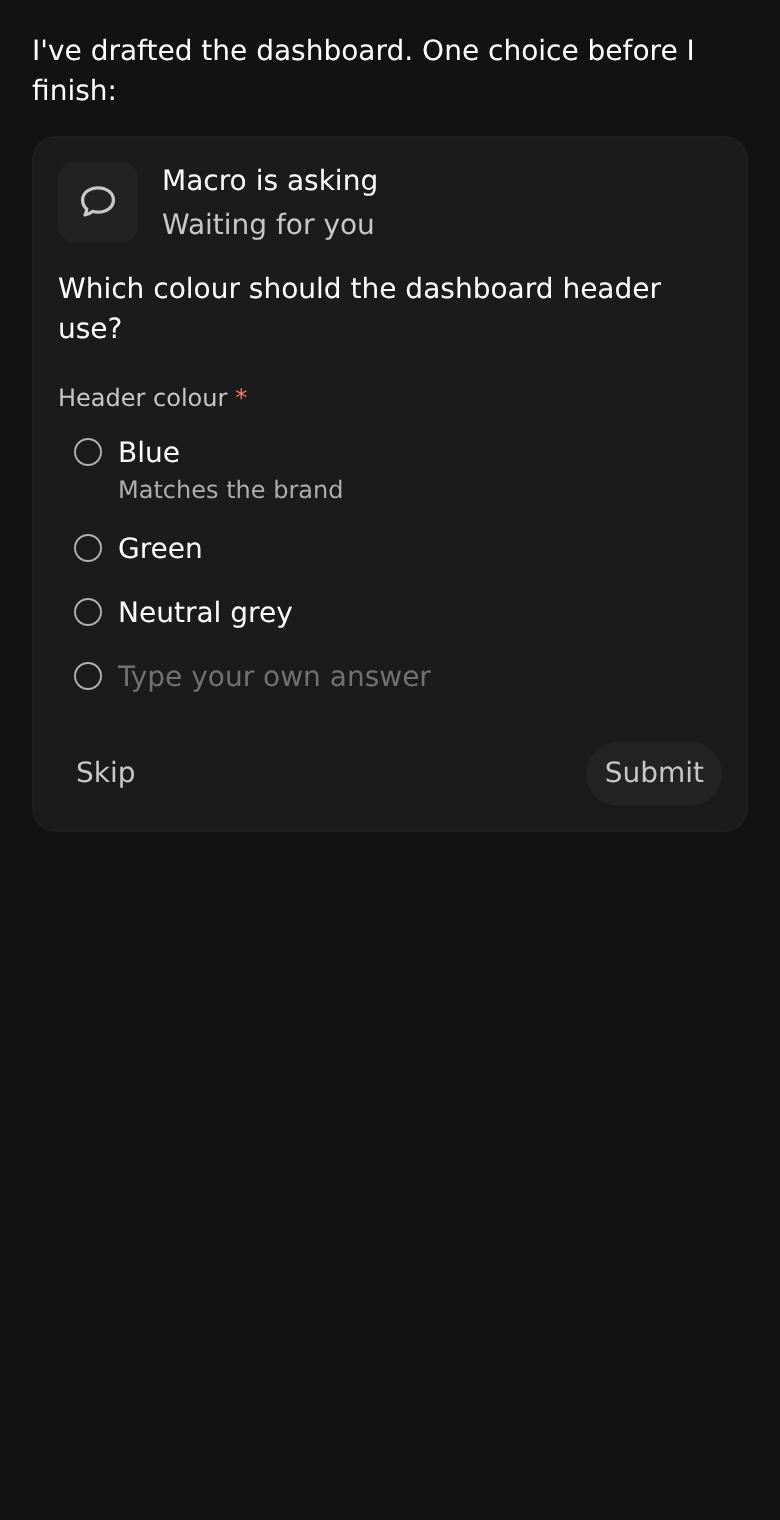 I've drafted the dashboard. One choice before I
finish:
Macro is asking
Waiting for you
Which colour should the dashboard header
use?
Header colour *
Blue
Matches the brand
Green
Neutral grey
Type your own answer
Skip
Submit